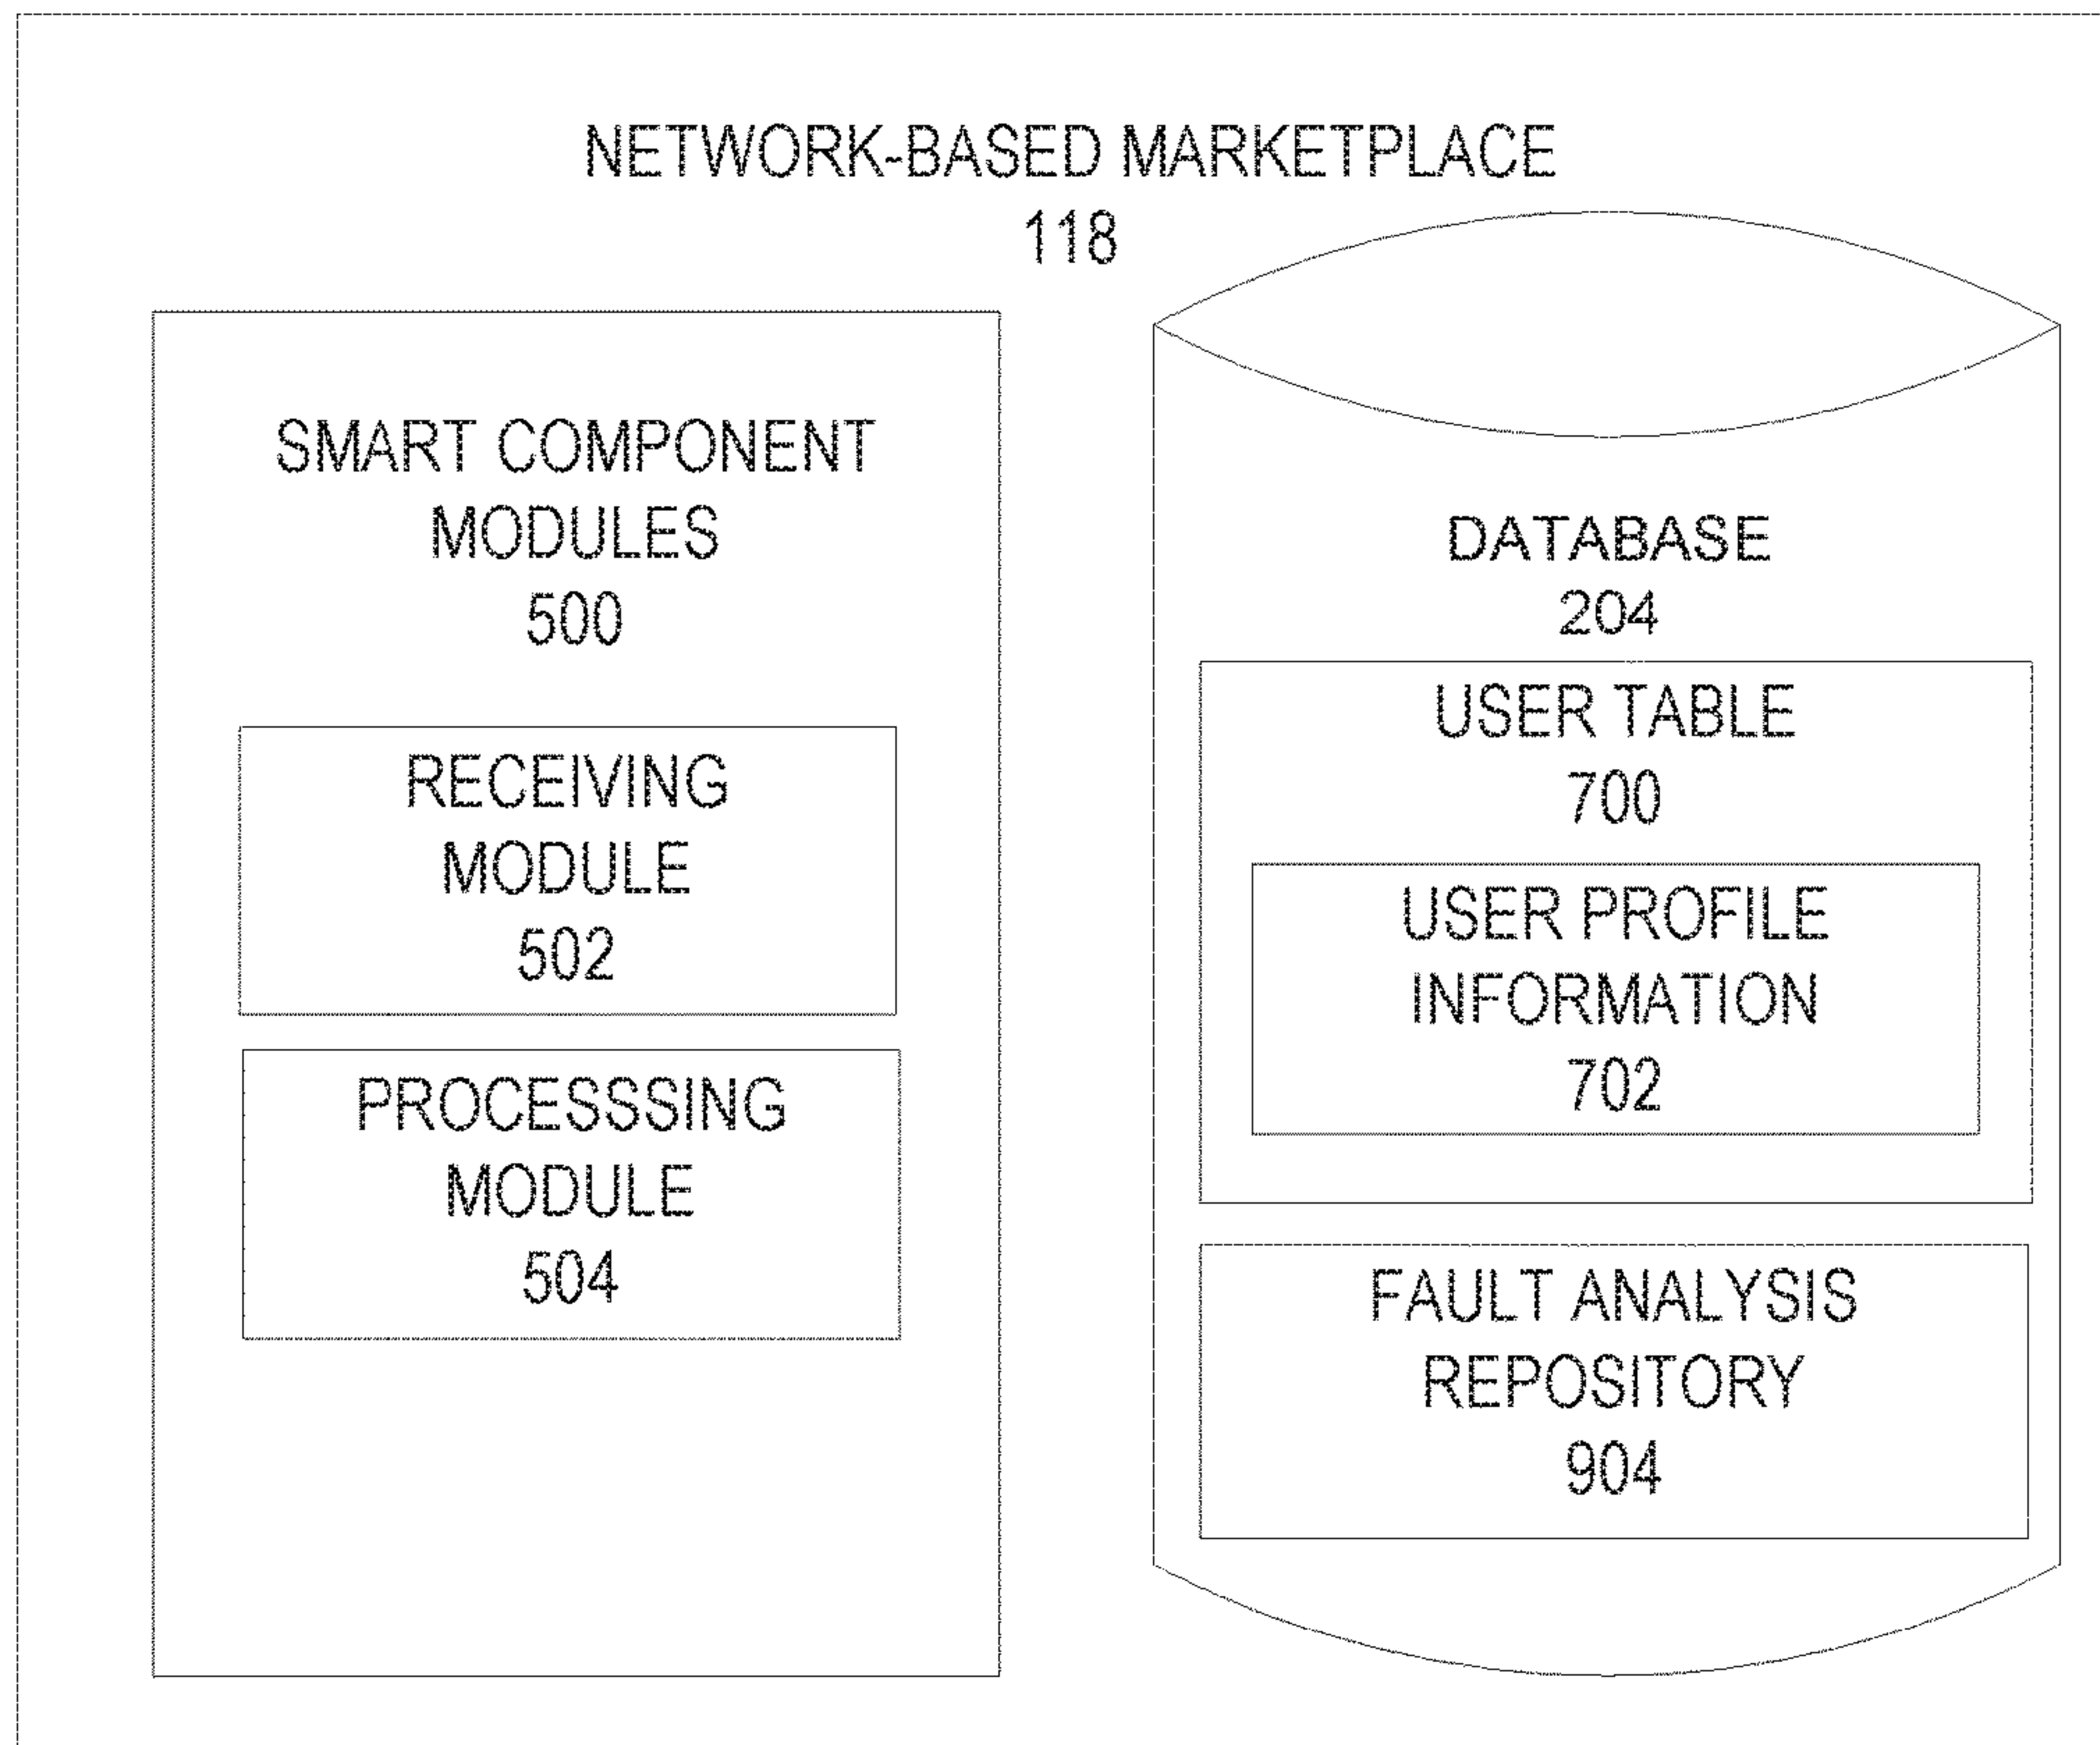 NETWORK-BASED MARKETPLACE
118
SMART COMPONENT
MODULES
500
RECEIVING
MODULE
502
PROCESSSING
MODULE
504
DATABASE
204
USER TABLE
700
USER PROFILE
INFORMATION
702
FAULT ANALYSIS
REPOSITORY
904